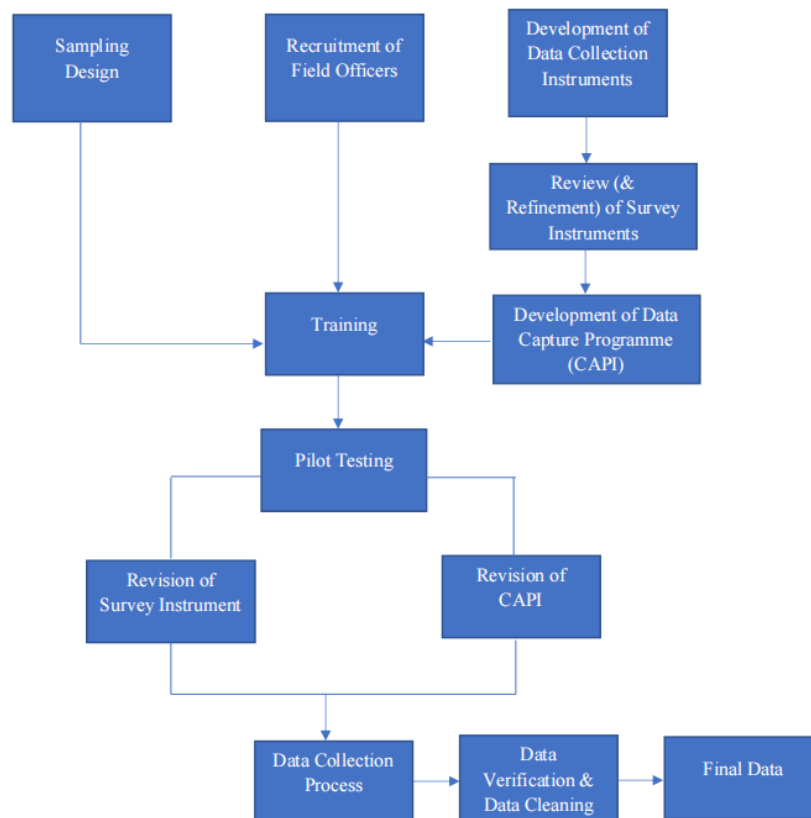 Sampling
Design
Recruitment of
Field Officers
Development of
Data Collection
Instruments
Review (&
Refinement) of Survey
Instruments
Training
Development of Data
Capture Programme
(CAPI)
Pilot Testing
Revision of
Survey Instrument
Revision of
CAPI
Data Collection
Process
Data
Verification &
Data Cleaning
Final Data